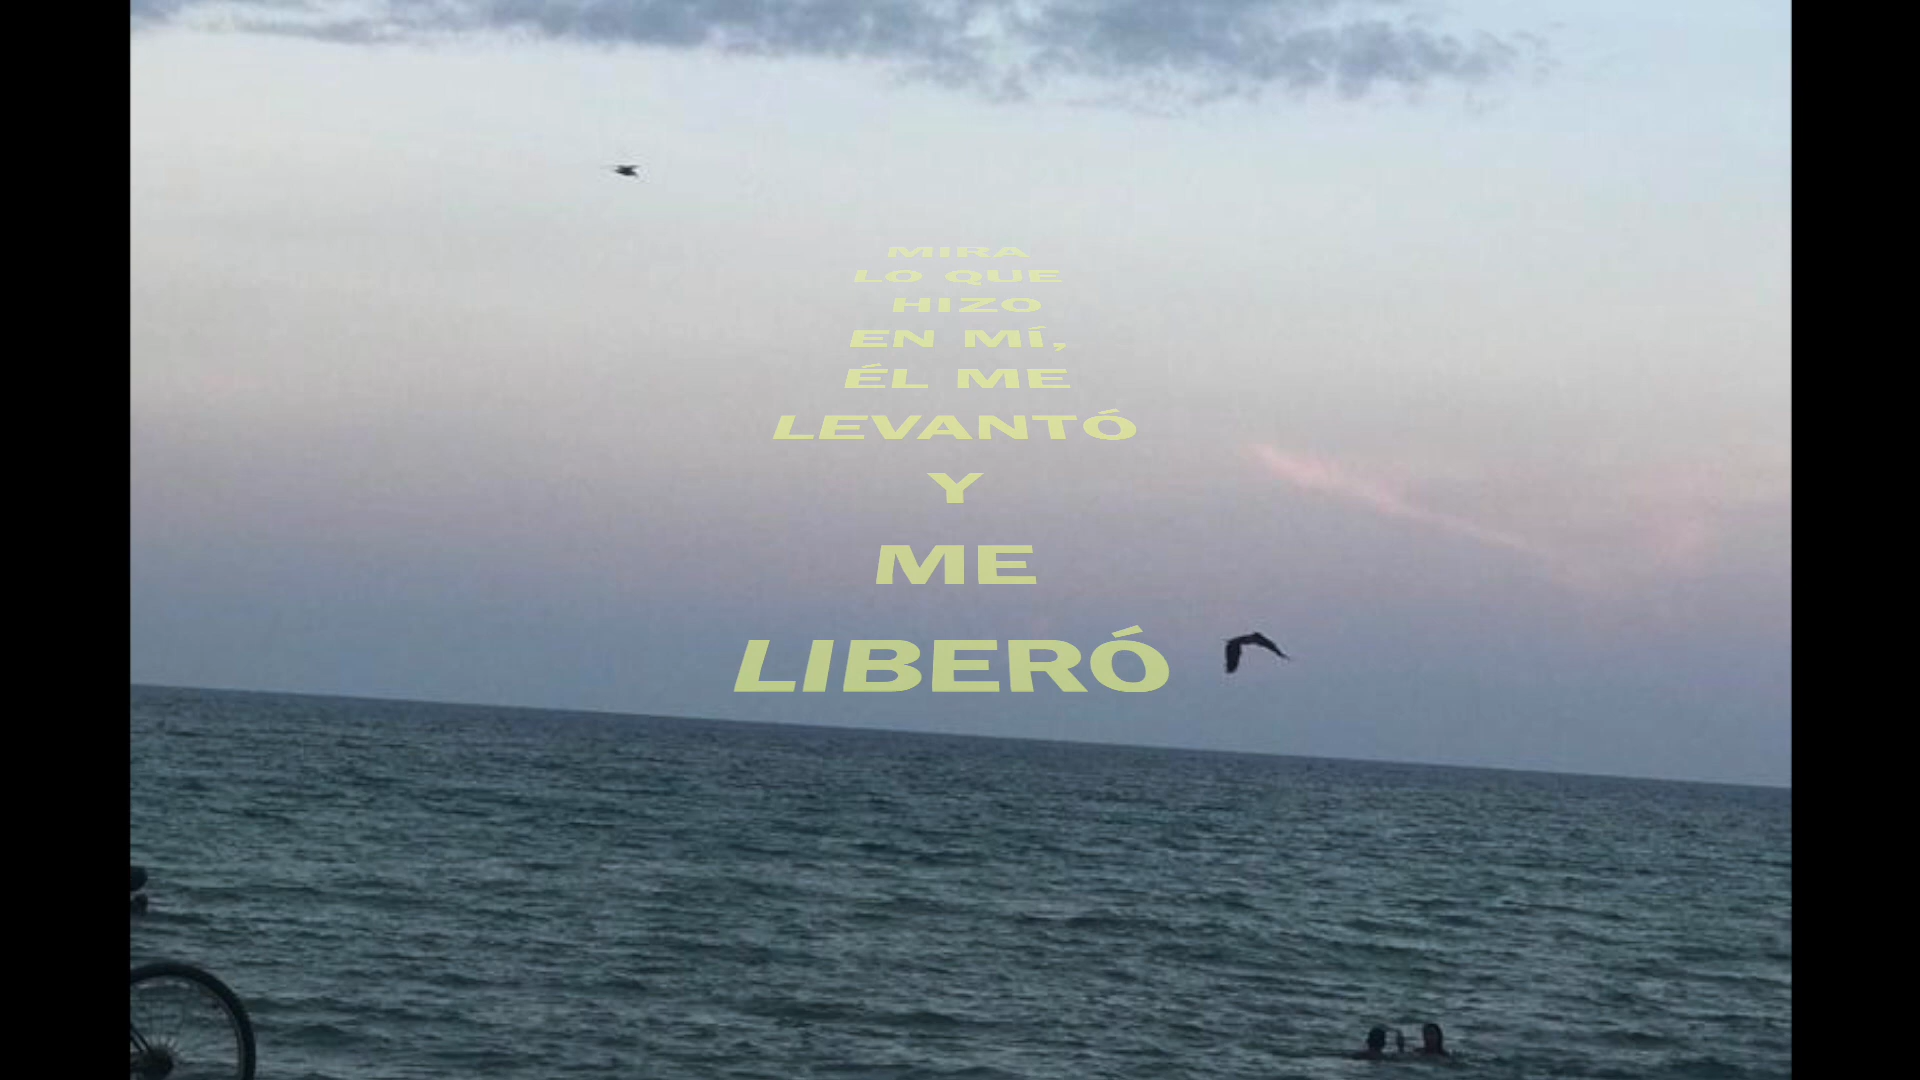 MIRA
LO QUE
HIZO
EN MÍ,
ÉL ME
LEVANTÓ
Y
ME
LIBERÓ